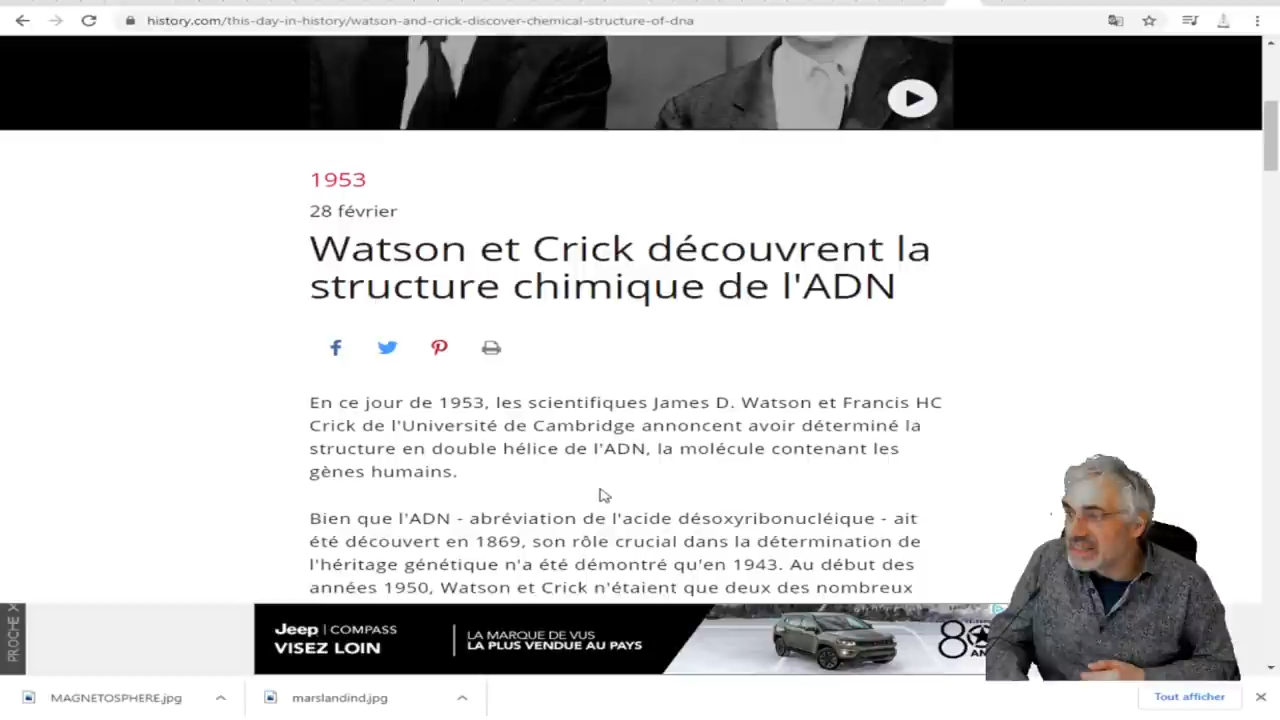 history.com/this-day-in-history/watson-and-crick-discover-chemical-structure-of-dna
1953
28 février
Watson et Crick découvrent la
structure chimique de l'ADN
En ce jour de 1953, les scientifiques James D. Watson et Francis HC
Crick de l'Université de Cambridge annoncent avoir déterminé la
structure en double hélice de l'ADN, la molécule contenant les
gènes humains.
Bien que l'ADN - abréviation de l'acide désoxyribonucléique - ait
été découvert en 1869, son rôle crucial dans la détermination de
l'héritage génétique n'a été démontré qu'en 1943. Au début des
années 1950, Watson et Crick n'étaient que deux des nombreux
PROCHE X
Jeep | COMPASS
VISEZ LOIN
LA MARQUE DE VUS
LA PLUS VENDUE AU PAYS
MAGNETOSPHERE.jpg
marslandind.jpg
Tout afficher